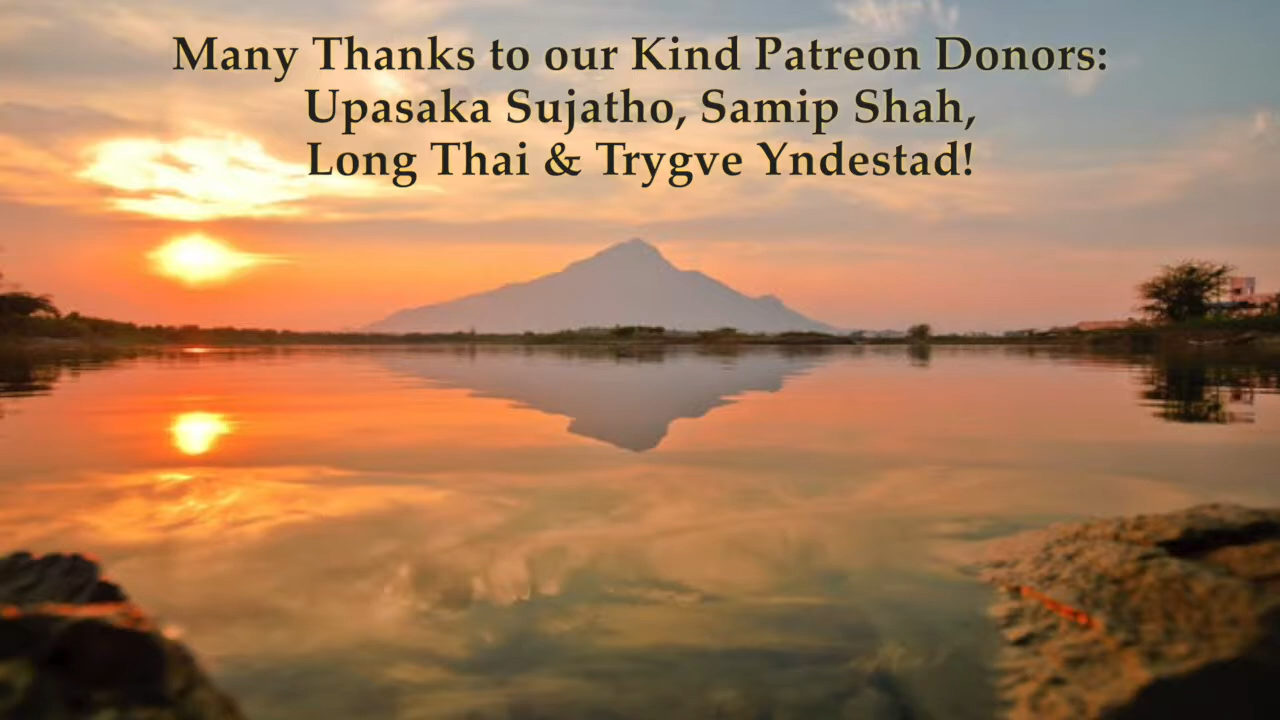 Many Thanks to our Kind Patreon Donors:
Upasaka Sujatho, Samip Shah,
Long Thai & Trygve Yndestad!